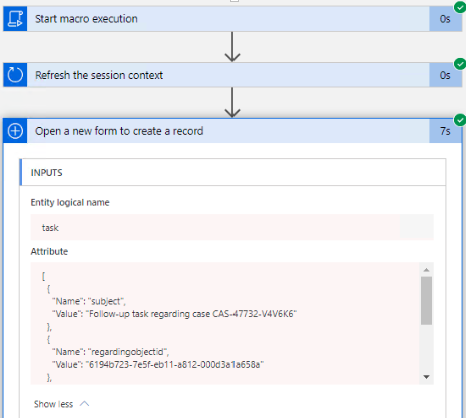 Start macro execution 0s
Refresh the session context 0s
Open a new form to create a record 7s
INPUTS
Entity logical name
task
Attribute
[
{
"Name": "subject",
"Value": "Follow-up task regarding case CAS-47732-V4V6K6"
},
{
"Name": "regardingobjectid",
"Value": "6194b723-7e5f-eb11-a812-000d3a1a658a"
},
Show less